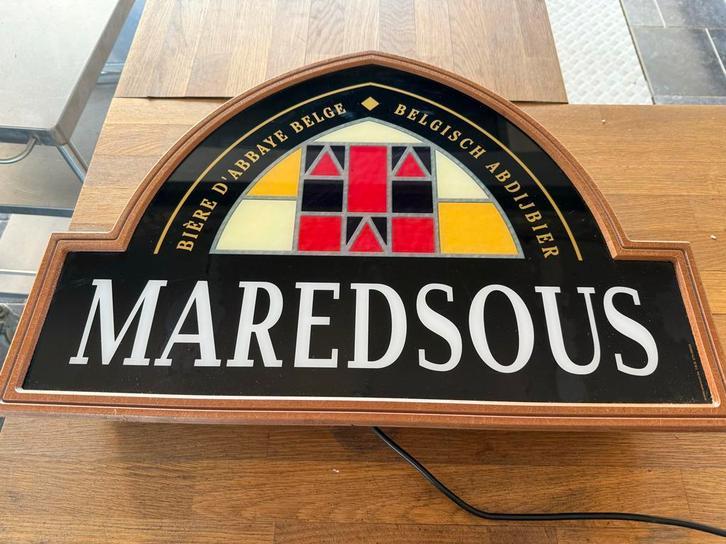 BIÈRE D'ABBAYE BELGE ◆ BELGISCH ABDIJBIER
MAREDSOUS